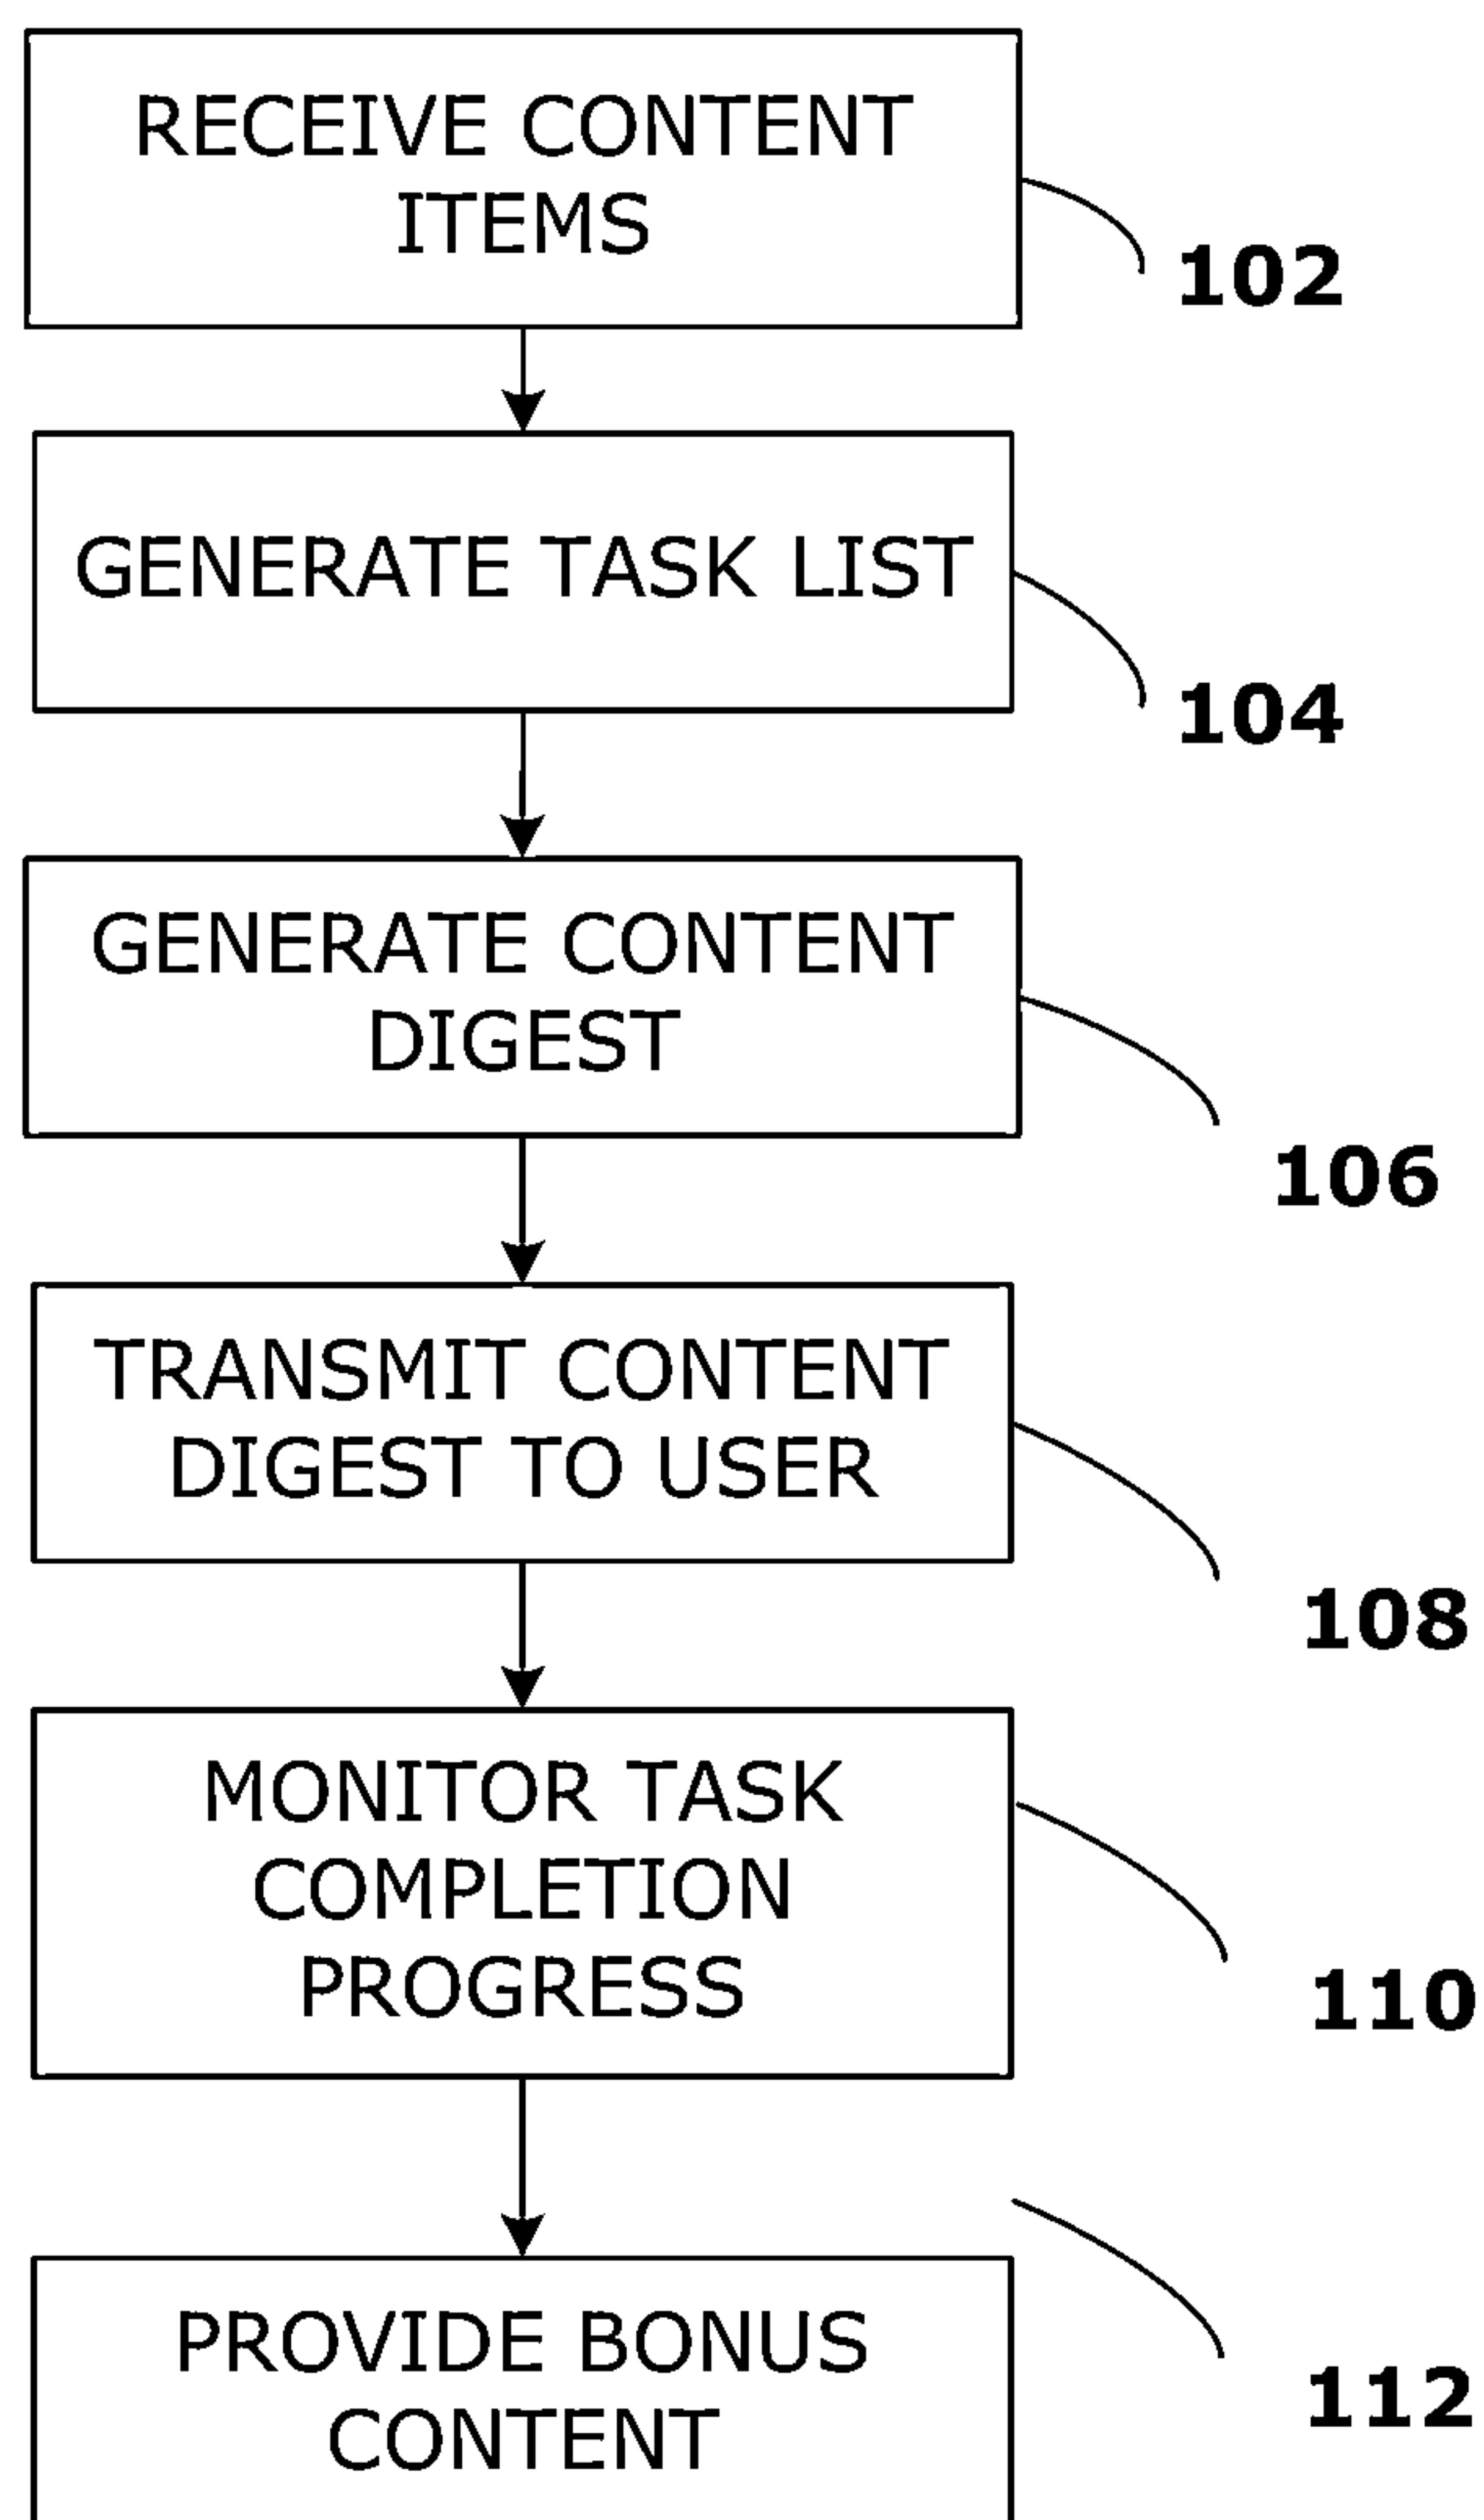 RECEIVE CONTENT
ITEMS
102
GENERATE TASK LIST
104
GENERATE CONTENT
DIGEST
106
TRANSMIT CONTENT
DIGEST TO USER
108
MONITOR TASK
COMPLETION
PROGRESS
110
PROVIDE BONUS
CONTENT
112